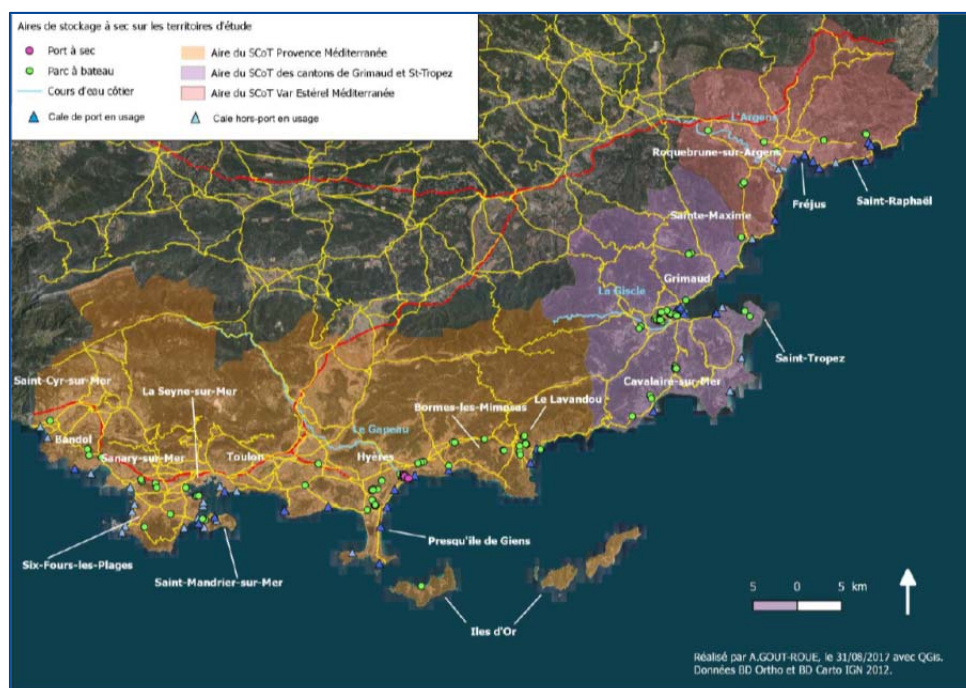 Aires de stockage à sec sur les territoires d'étude
Port à sec
Parc à bateau
Cours d'eau côtier
Cale de port en usage
Aire du SCoT Provence Méditerranée
Aire du SCoT des cantons de Grimaud et St-Tropez
Aire du SCoT Var Estérel Méditerranée
Cale hors-port en usage
L'Argens
Roquebrune-sur-Argens
Saint-Raphaël
Fréjus
Sainte-Maxime
Grimaud
La Giscle
Saint-Tropez
Cavalaire-sur-Mer
Saint-Cyr-sur-Mer
La Seyne-sur-Mer
Le Lavandou
Bormes-les-Mimosas
Le Gapeau
Bandol
Sanary-sur-Mer
Toulon
Hyères
Presqu'île de Giens
Six-Fours-les-Plages
Saint-Mandrier-sur-Mer
Iles d'Or
5 0 5 km
Réalisé par A.GOUT-ROUE, le 31/08/2017 avec QGis.
Données BD Ortho et BD Carto IGN 2012.